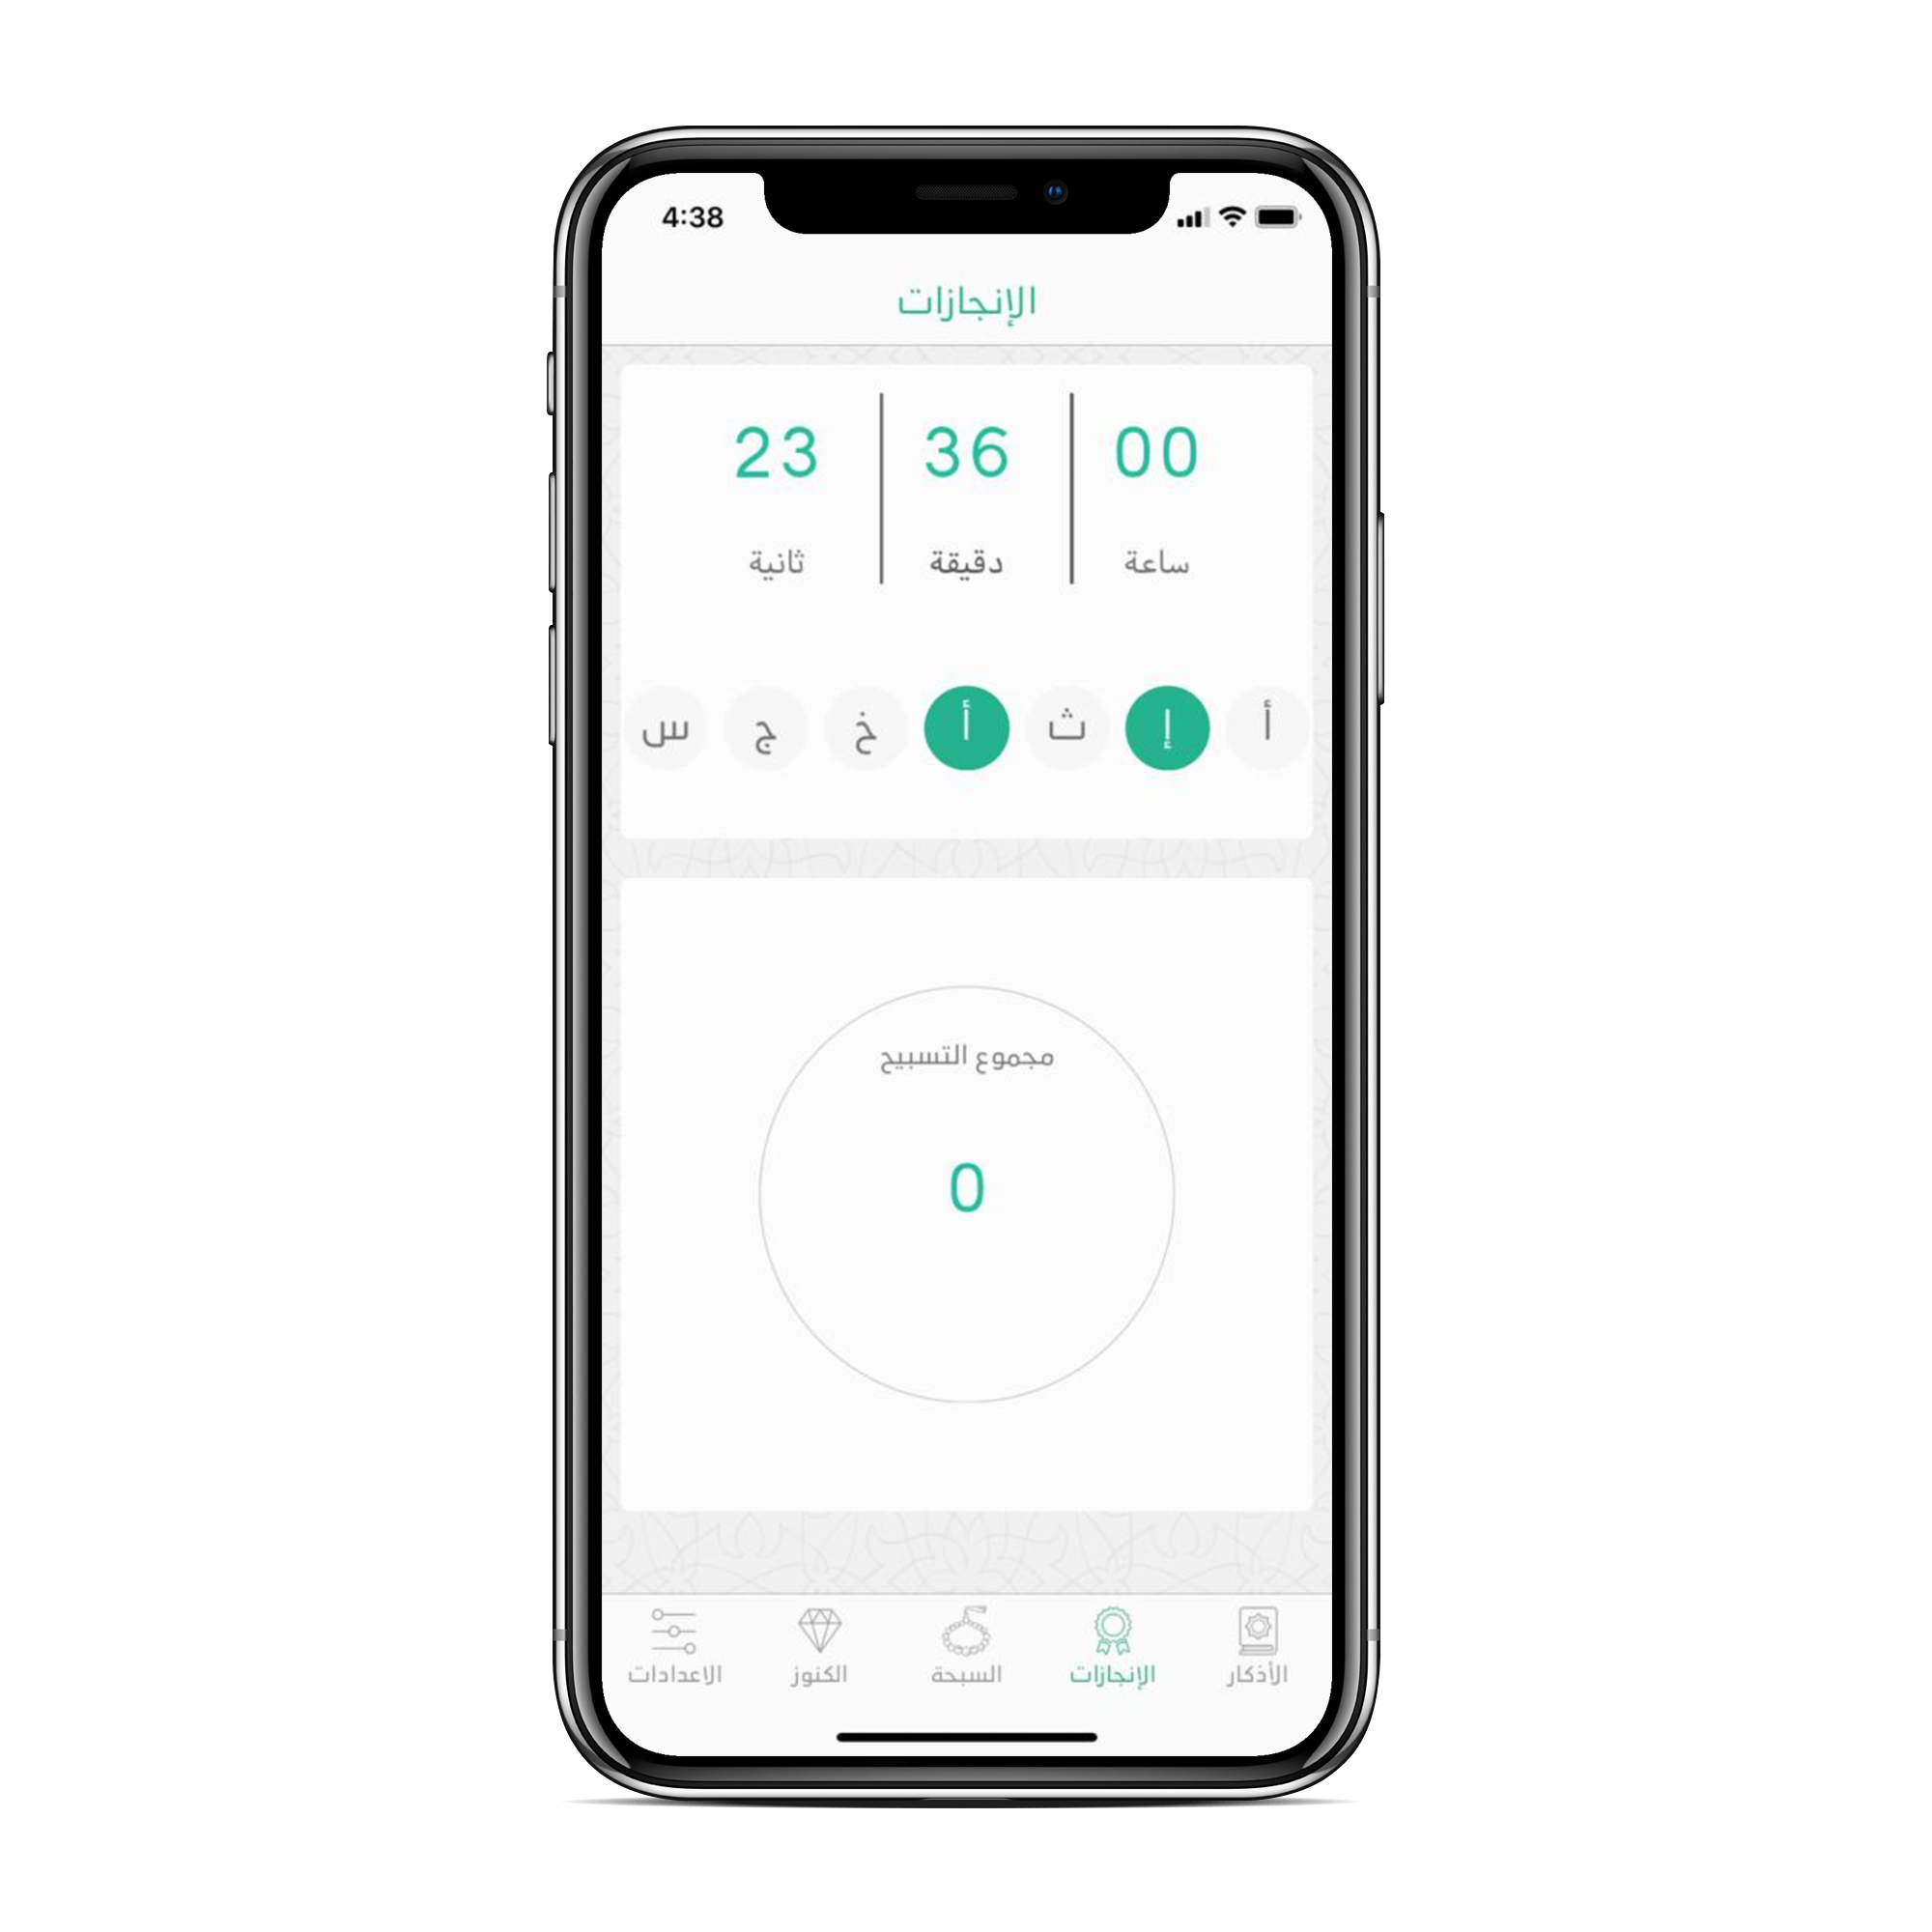 4:38
الإنجازات
00 36 23
ساعة دقيقة ثانية
أ إ ث أ خ ج س
مجموع التسبيح
0
الأذكار الإنجازات السبحة الكنوز الاعدادات